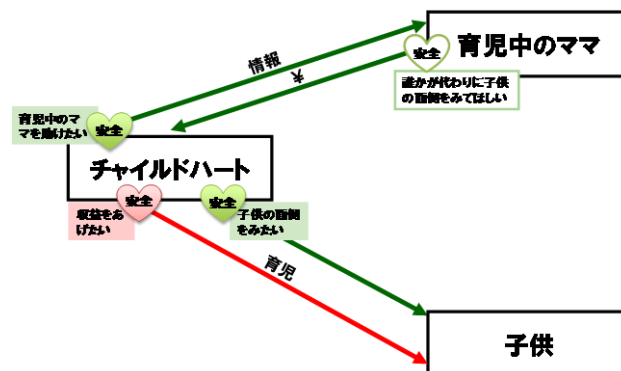 育児中のママ
安全
情報
誰かが代わりに子供
の面倒をみてほしい
育児中のマ
マを助けたい
安全
チャイルドハート
安全
安全
収益をあ
げたい
子供の面倒
をみたい
育児
子供